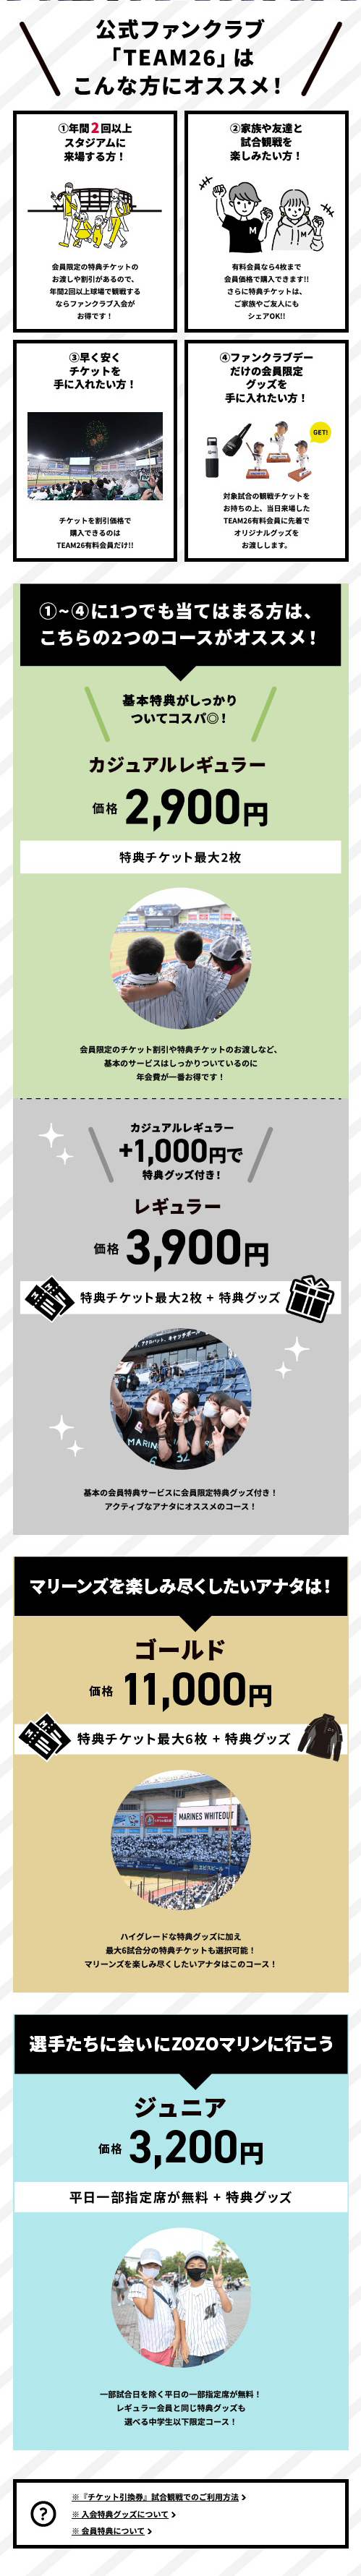 公式ファンクラブ
「TEAM26」は
こんな方にオススメ！
①年間2回以上
スタジアムに
来場する方！
会員限定の特典チケットの
お渡しや割引があるので、
年間2回以上球場で観戦する
ならファンクラブ入会が
お得です！
②家族や友達と
試合観戦を
楽しみたい方！
M
M
有料会員なら4枚まで
会員価格で購入できます!!
さらに特典チケットは、
ご家族やご友人にも
シェアOK!!
③早く安く
チケットを
手に入れたい方！
チケットを割引価格で
購入できるのは
TEAM26有料会員だけ!!
④ファンクラブデー
だけの会員限定
グッズを
手に入れたい方！
GET!
対象試合の観戦チケットを
お持ちの上、当日来場した
TEAM26有料会員に先着で
オリジナルグッズを
お渡しします。
①~④に1つでも当てはまる方は、
こちらの2つのコースがオススメ！
基本特典がしっかり
ついてコスパ◎！
カジュアルレギュラー
価格 2,900円
特典チケット最大2枚
会員限定のチケット割引や特典チケットのお渡しなど、
基本のサービスはしっかりついているのに
年会費が一番お得です！
カジュアルレギュラー
+1,000円で
特典グッズ付き！
レギュラー
価格 3,900円
特典チケット最大2枚 + 特典グッズ
MARIN
基本の会員特典サービスに会員限定特典グッズ付き！
アクティブなアナタにオススメのコース！
マリーンズを楽しみ尽くしたいアナタは！
ゴールド
価格 11,000円
特典チケット最大6枚 + 特典グッズ
MARINES WHITEOUT
ハイグレードな特典グッズに加え
最大6試合分の特典チケットも選択可能！
マリーンズを楽しみ尽くしたいアナタはこのコース！
選手たちに会いにZOZOマリンに行こう
ジュニア
価格 3,200円
平日一部指定席が無料 + 特典グッズ
一部試合日を除く平日の一部指定席が無料！
レギュラー会員と同じ特典グッズも
選べる中学生以下限定コース！
?
※『チケット引換券』試合観戦でのご利用方法
※ 入会特典グッズについて
※ 会員特典について